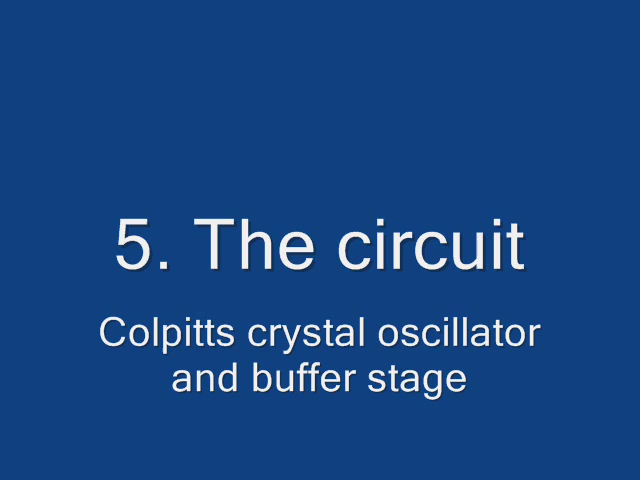 5. The circuit
Colpitts crystal oscillator
and buffer stage